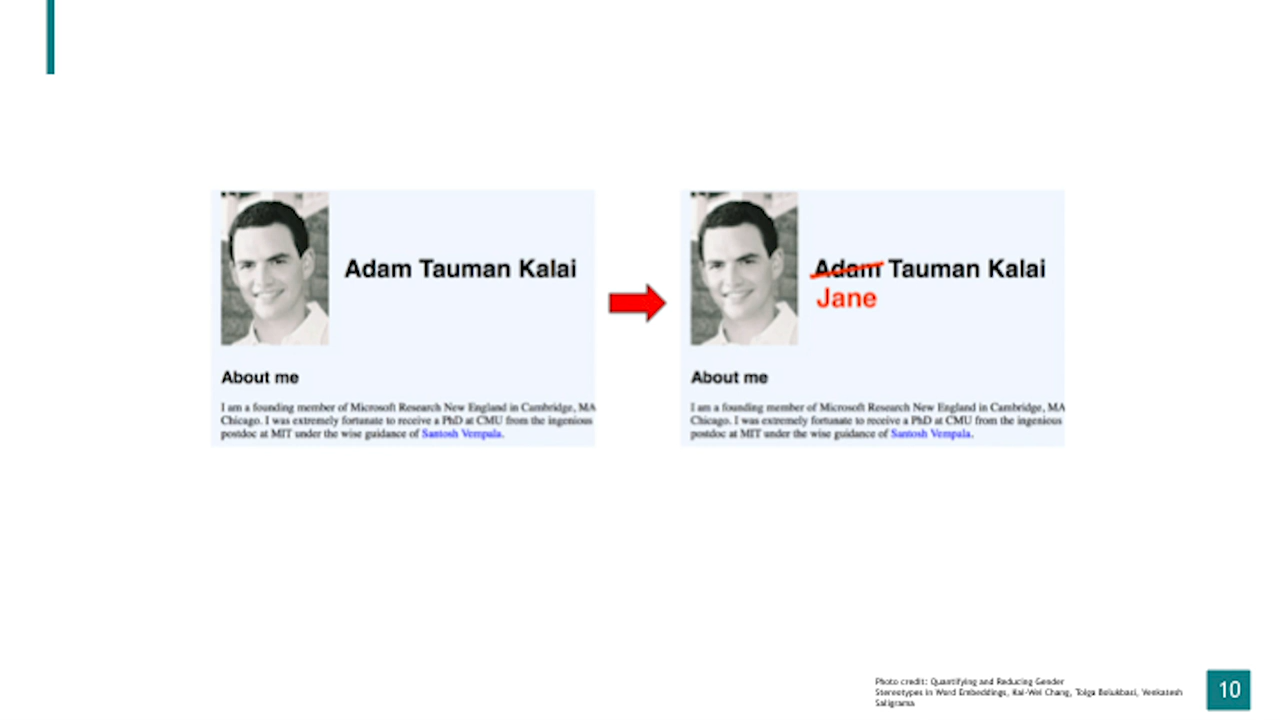 Adam Tauman Kalai
About me
I am a founding member of Microsoft Research New England in Cambridge, MA
Chicago. I was extremely fortunate to receive a PhD at CMU from the ingenious
postdoc at MIT under the wise guidance of Santosh Vempala.
Adam Tauman Kalai
Jane
About me
I am a founding member of Microsoft Research New England in Cambridge, MA
Chicago. I was extremely fortunate to receive a PhD at CMU from the ingenious
postdoc at MIT under the wise guidance of Santosh Vempala.
Photo credit: Quantifying and Reducing Gender
Stereotypes in Word Embeddings, Kai-Wei Chang, Tolga Bolukbasi, Venkatesh
Saligrama
10